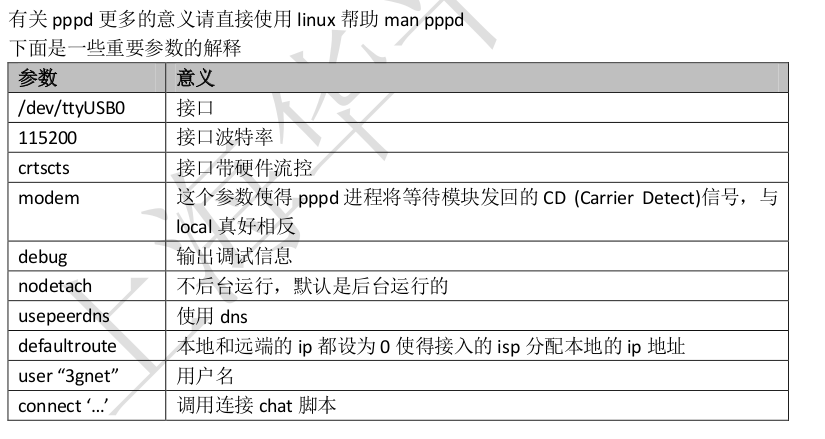 有关 pppd 更多的意义请直接使用 linux 帮助 man pppd
下面是一些重要参数的解释
参数 意义
/dev/ttyUSB0 接口
115200 接口波特率
crtscts 接口带硬件流控
modem 这个参数使得 pppd 进程将等待模块发回的 CD (Carrier Detect)信号，与
local 真好相反
debug 输出调试信息
nodetach 不后台运行，默认是后台运行的
usepeerdns 使用 dns
defaultroute 本地和远端的 ip 都设为 0 使得接入的 isp 分配本地的 ip 地址
user “3gnet” 用户名
connect ‘...’ 调用连接 chat 脚本
上海华